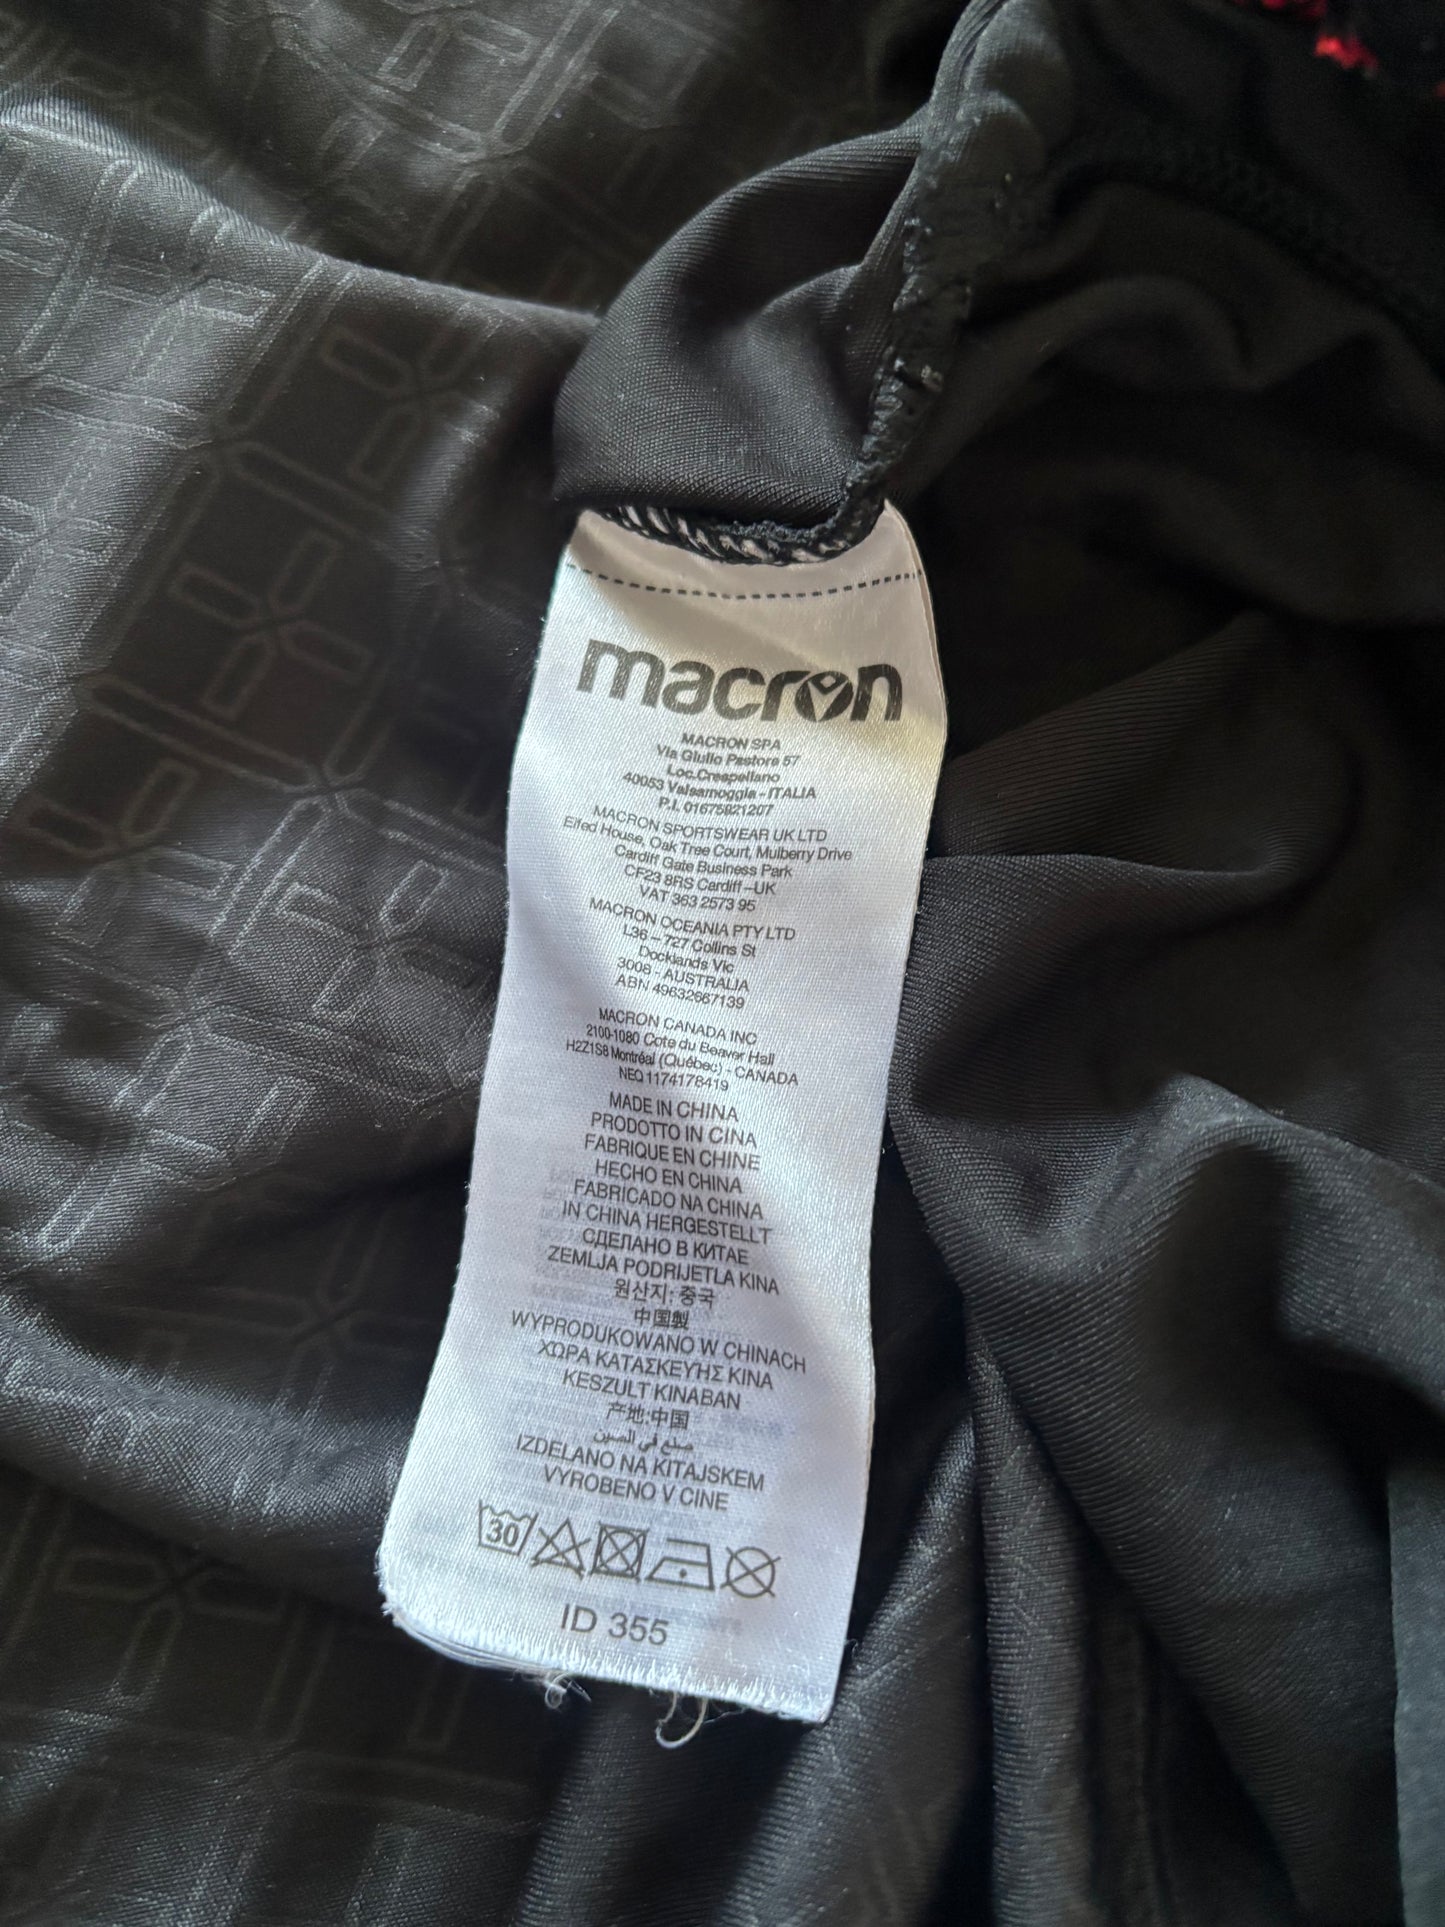 macron
MACRON SPA
Via Giulio Pastore 57
Loc.Crespellano
40053 Valsamoggia - ITALIA
P.I. 01675821207
MACRON SPORTSWEAR UK LTD
Elfed House, Oak Tree Court, Mulberry Drive
Cardiff Gate Business Park
CF23 8RS Cardiff – UK
VAT 363 2573 95
MACRON OCEANIA PTY LTD
L36 – 727 Collins St
Docklands Vic
3008 - AUSTRALIA
ABN 49632667139
MACRON CANADA INC
2100-1080 Cote du Beaver Hall
H2Z1S8 Montréal (Québec) - CANADA
NEQ 1174178419
MADE IN CHINA
PRODOTTO IN CINA
FABRIQUE EN CHINE
HECHO EN CHINA
FABRICADO NA CHINA
IN CHINA HERGESTELLT
СДЕЛАНО В КИТАЕ
ZEMLJA PODRIJETLA KINA
원산지: 중국
中国製
WYPRODUKOWANO W CHINACH
ΧΩΡΑ ΚΑΤΑΣΚΕΥΗΣ ΚΙΝΑ
KESZULT KINABAN
产地:中国
صنع في الصين
IZDELANO NA KITAJSKEM
VYROBENO V CINE
30
ID 355